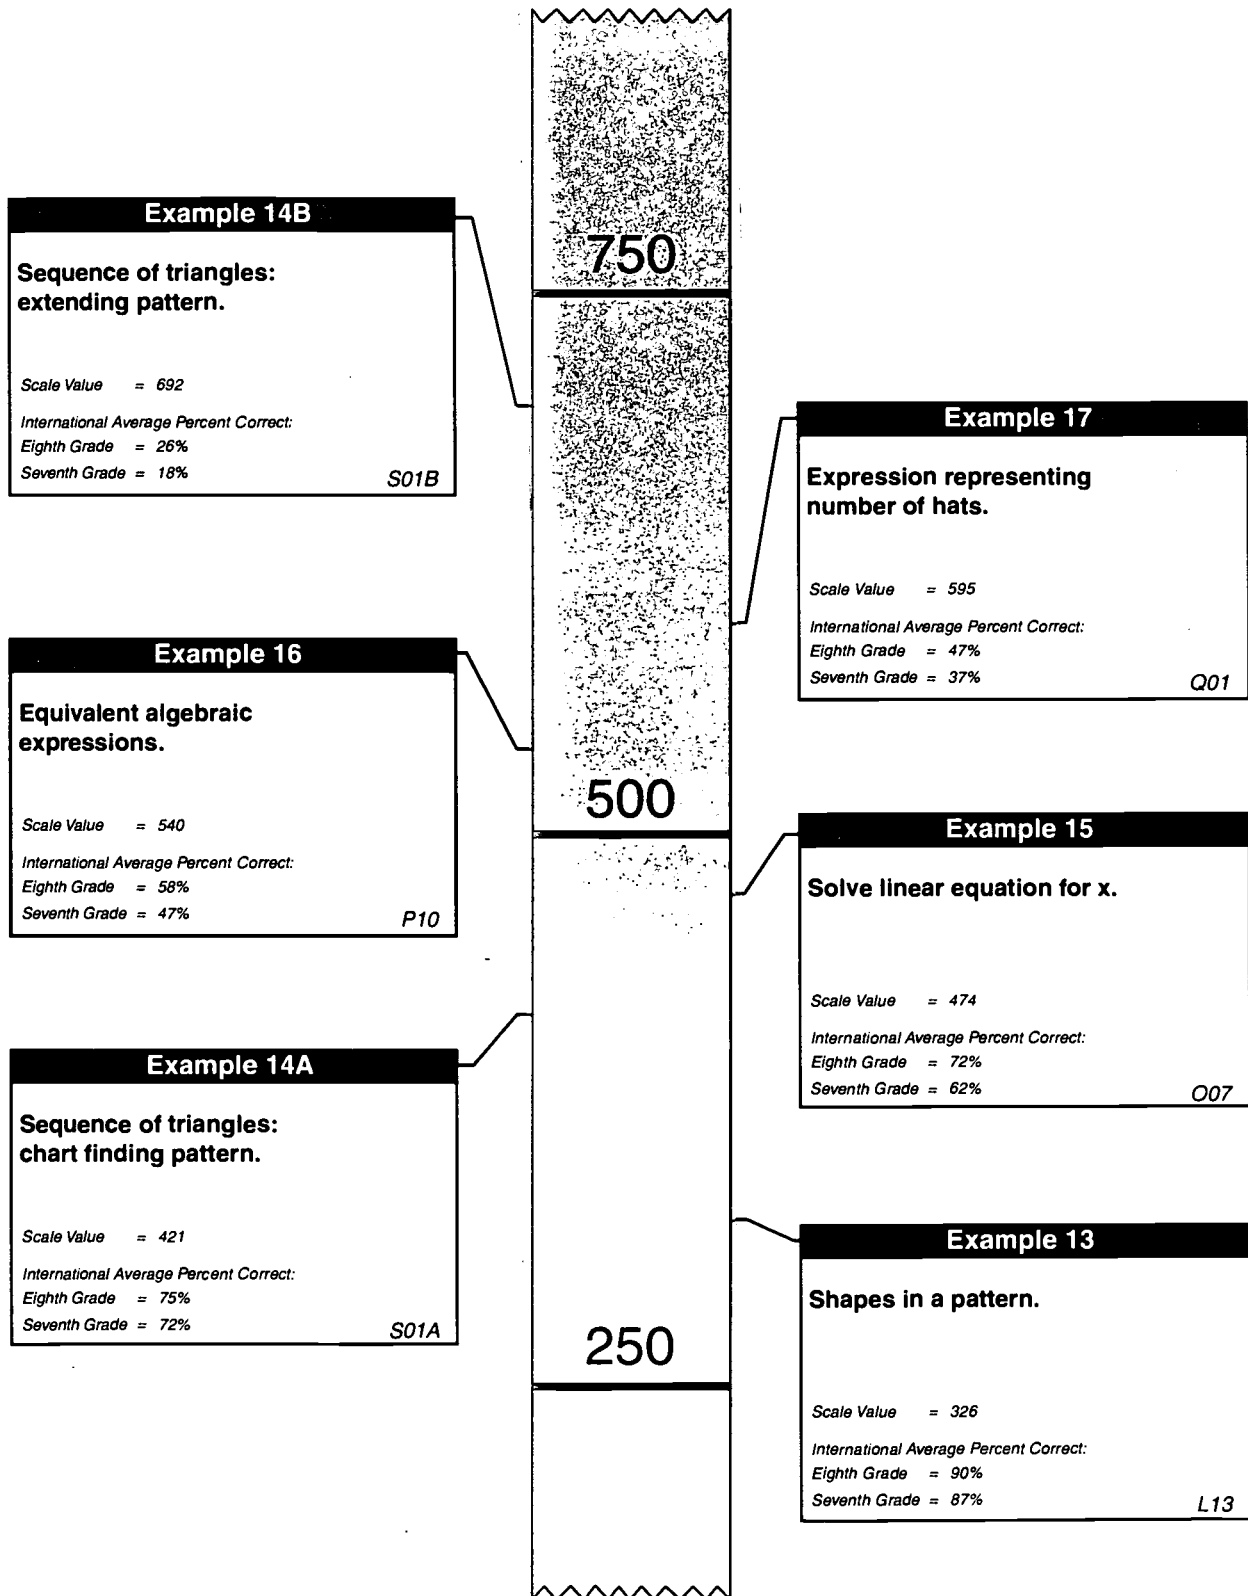 750
Example 14B
Sequence of triangles:
extending pattern.
Scale Value = 692
International Average Percent Correct:
Eighth Grade = 26%
Seventh Grade = 18%
S01B
Example 17
Expression representing
number of hats.
Scale Value = 595
International Average Percent Correct:
Eighth Grade = 47%
Seventh Grade = 37%
Q01
Example 16
Equivalent algebraic
expressions.
Scale Value = 540
International Average Percent Correct:
Eighth Grade = 58%
Seventh Grade = 47%
P10
500
Example 15
Solve linear equation for x.
Scale Value = 474
International Average Percent Correct:
Eighth Grade = 72%
Seventh Grade = 62%
O07
Example 14A
Sequence of triangles:
chart finding pattern.
Scale Value = 421
International Average Percent Correct:
Eighth Grade = 75%
Seventh Grade = 72%
S01A
Example 13
Shapes in a pattern.
Scale Value = 326
International Average Percent Correct:
Eighth Grade = 90%
Seventh Grade = 87%
L13
250